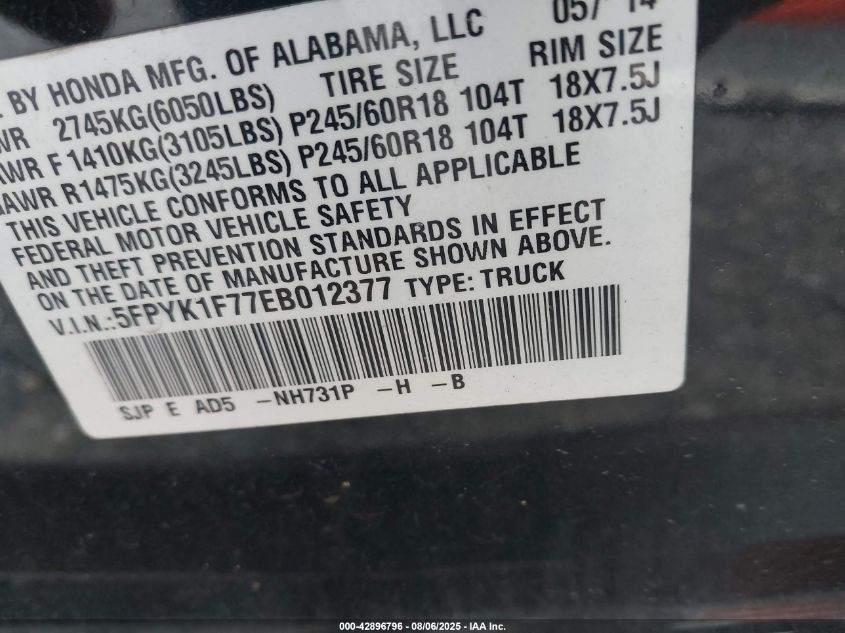 BY HONDA MFG. OF ALABAMA, LLC 05/ 14
TIRE SIZE RIM SIZE
2745KG(6050LBS)
F 1410KG(3105LBS) P245/60R18 104T 18X7.5J
AWR R1475KG(3245LBS) P245/60R18 104T 18X7.5J
THIS VEHICLE CONFORMS TO ALL APPLICABLE
FEDERAL MOTOR VEHICLE SAFETY
AND THEFT PREVENTION STANDARDS IN EFFECT
ON THE DATE OF MANUFACTURE SHOWN ABOVE.
V.I.N.:5FPYK1F77EB012377 TYPE: TRUCK
SJP E AD5 -NH731P -H -B
000-42896796 - 08/06/2025 - IAA Inc.